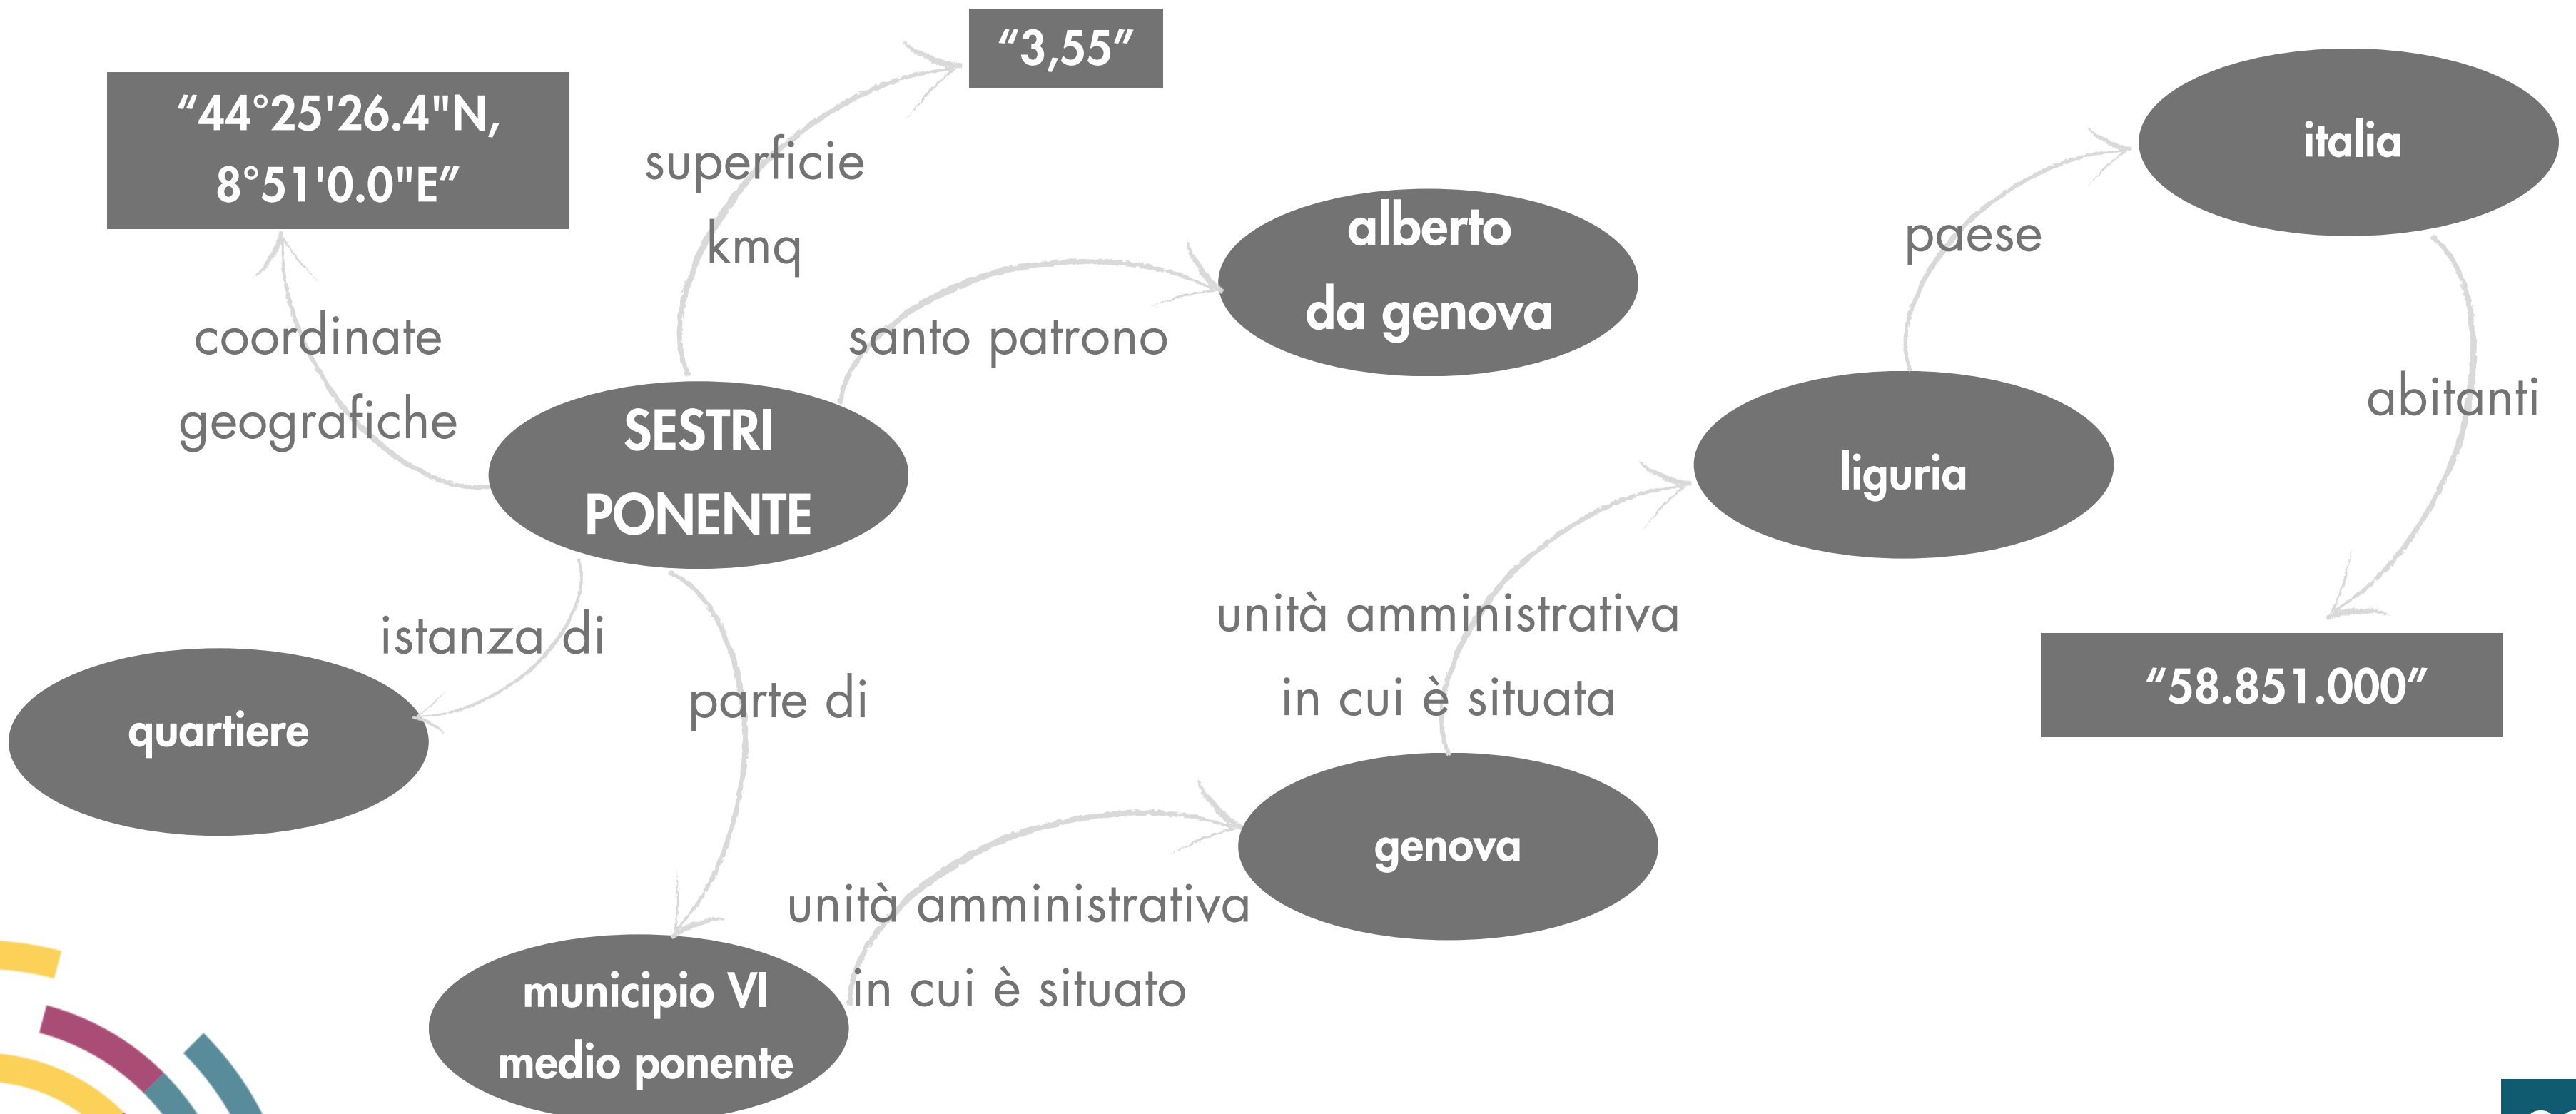 “3,55”
“44°25'26.4"N,
8°51'0.0"E”
superficie
kmq
coordinate
geografiche
santo patrono
alberto
da genova
SESTRI
PONENTE
istanza di
quartiere
parte di
municipio VI
medio ponente
unità amministrativa
in cui è situato
genova
unità amministrativa
in cui è situata
liguria
paese
italia
abitanti
“58.851.000”